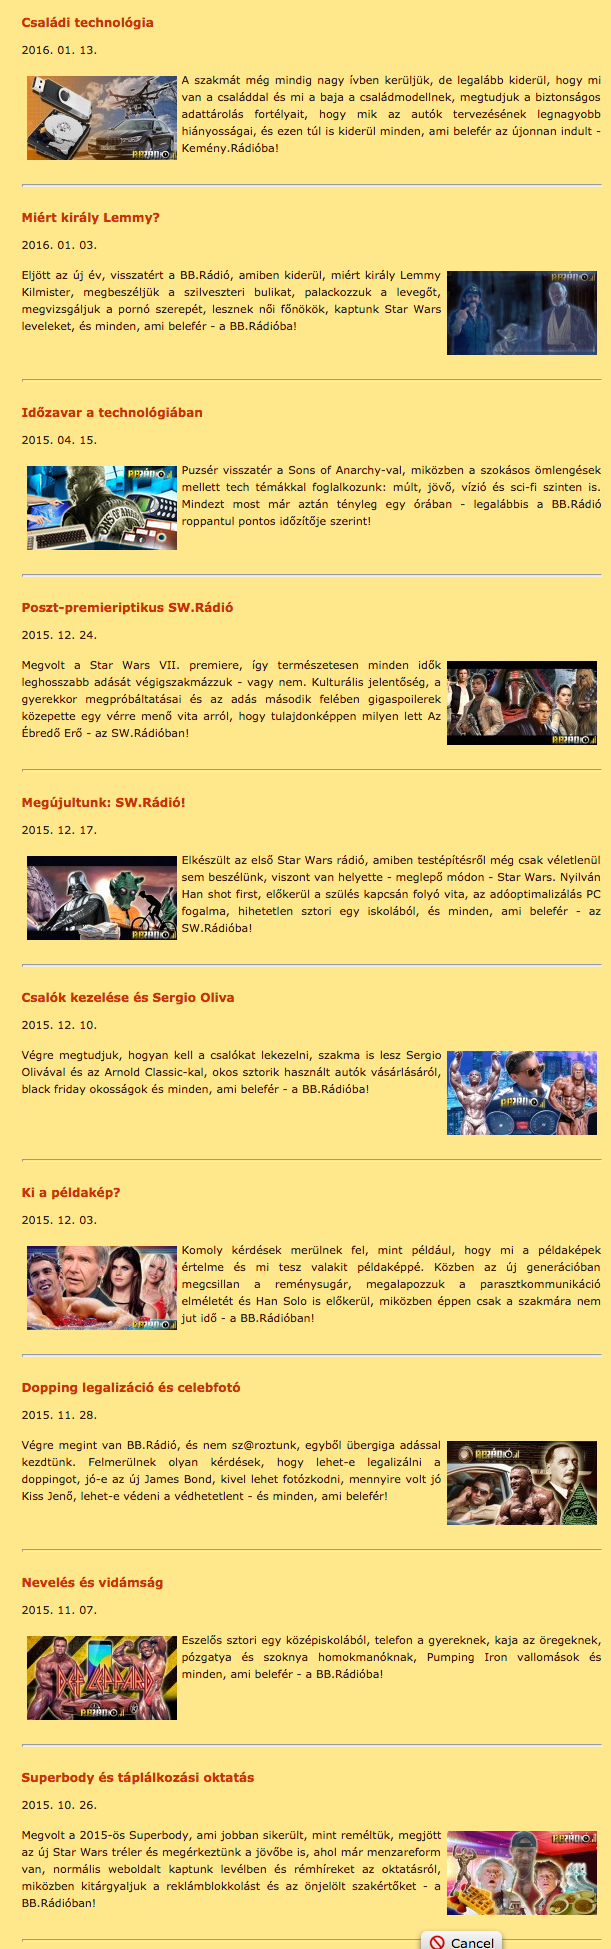 Családi technológia
2016. 01. 13.
A szakmát még mindig nagy ívben kerüljük, de legalább kiderül, hogy mi
van a családdal és mi a baja a családmodellnek, megtudjuk a biztonságos
adattárolás fortélyait, hogy mik az autók tervezésének legnagyobb
hiányosságai, és ezen túl is kiderül minden, ami belefér az újonnan indult -
Kemény.Rádióba!
Miért király Lemmy?
2016. 01. 03.
Eljött az új év, visszatért a BB.Rádió, amiben kiderül, miért király Lemmy
Kilmister, megbeszéljük a szilveszteri bulikat, palackozzuk a levegőt,
megvizsgáljuk a pornó szerepét, lesznek női főnökök, kaptunk Star Wars
leveleket, és minden, ami belefér - a BB.Rádióba!
Időzavar a technológiában
2015. 04. 15.
Puzsér visszatér a Sons of Anarchy-val, miközben a szokásos ömlengések
mellett tech témákkal foglalkozunk: múlt, jövő, vízió és sci-fi szinten is.
Mindezt most már aztán tényleg egy órában - legalábbis a BB.Rádió
roppantul pontos időzítője szerint!
Poszt-premieriptikus SW.Rádió
2015. 12. 24.
Megvolt a Star Wars VII. premiere, így természetesen minden idők
leghosszabb adását végigszakmázzuk - vagy nem. Kulturális jelentőség, a
gyerekkor megpróbáltatásai és az adás második felében gigaspoilerek
közepette egy vérre menő vita arról, hogy tulajdonképpen milyen lett Az
Ébredő Erő - az SW.Rádióban!
Megújultunk: SW.Rádió!
2015. 12. 17.
Elkészült az első Star Wars rádió, amiben testépítésről még csak véletlenül
sem beszélünk, viszont van helyette - meglepő módon - Star Wars. Nyilván
Han shot first, előkerül a szülés kapcsán folyó vita, az adóoptimalizálás PC
fogalma, hihetetlen sztori egy iskolából, és minden, ami belefér - az
SW.Rádióba!
Csalók kezelése és Sergio Oliva
2015. 12. 10.
Végre megtudjuk, hogyan kell a csalókat lekezelni, szakma is lesz Sergio
Olivával és az Arnold Classic-kal, okos sztorik használt autók vásárlásáról,
black friday okosságok és minden, ami belefér - a BB.Rádióba!
Ki a példakép?
2015. 12. 03.
Komoly kérdések merülnek fel, mint például, hogy mi a példaképek
értelme és mi tesz valakit példaképpé. Közben az új generációban
megcsillan a reménysugár, megalapozzuk a parasztkommunikáció
elméletét és Han Solo is előkerül, miközben éppen csak a szakmára nem
jut idő - a BB.Rádióban!
Dopping legalizáció és celebfotó
2015. 11. 28.
Végre megint van BB.Rádió, és nem sz@roztunk, egyből übergiga adással
kezdtünk. Felmerülnek olyan kérdések, hogy lehet-e legalizálni a
doppingot, jó-e az új James Bond, kivel lehet fotózkodni, mennyire volt jó
Kiss Jenő, lehet-e védeni a védhetetlent - és minden, ami belefér!
Nevelés és vidámság
2015. 11. 07.
Eszelős sztori egy középiskolából, telefon a gyereknek, kaja az öregeknek,
pózgatya és szoknya homokmanóknak, Pumping Iron vallomások és
minden, ami belefér - a BB.Rádióba!
DEF LEPPARD
Superbody és táplálkozási oktatás
2015. 10. 26.
Megvolt a 2015-ös Superbody, ami jobban sikerült, mint reméltük, megjött
az új Star Wars tréler és megérkeztünk a jövőbe is, ahol már menzareform
van, normális weboldalt kaptunk levélben és rémhíreket az oktatásról,
miközben kitárgyaljuk a reklámblokkolást és az önjelölt szakértőket - a
BB.Rádióban!
Cancel